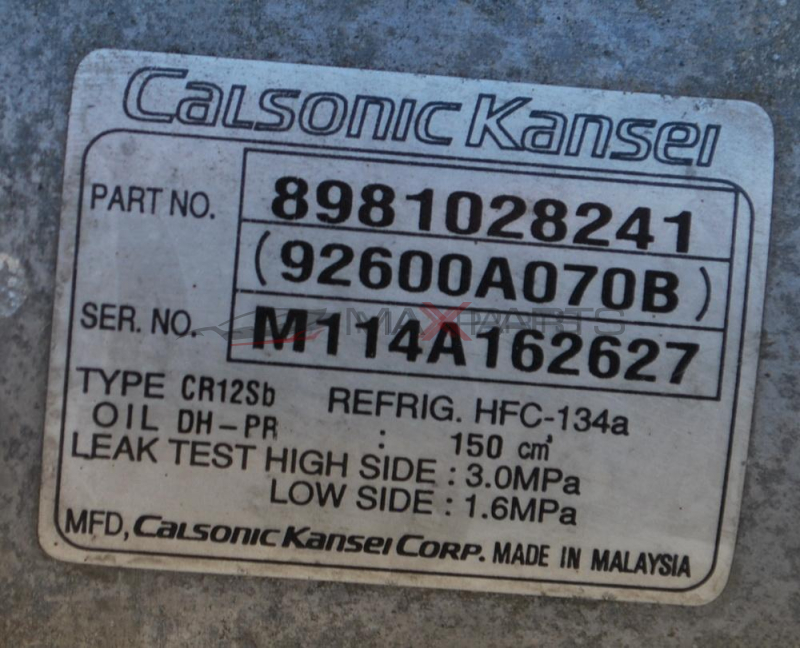 Calsonic Kansei
PART NO. 8981028241
(92600A070B)
SER. NO. M114A162627
MAXIPARTS
TYPE CR12Sb REFRIG. HFC-134a
OIL DH-PR : 150 cm³
LEAK TEST HIGH SIDE : 3.0MPa
LOW SIDE : 1.6MPa
MFD, Calsonic Kansei Corp. MADE IN MALAYSIA